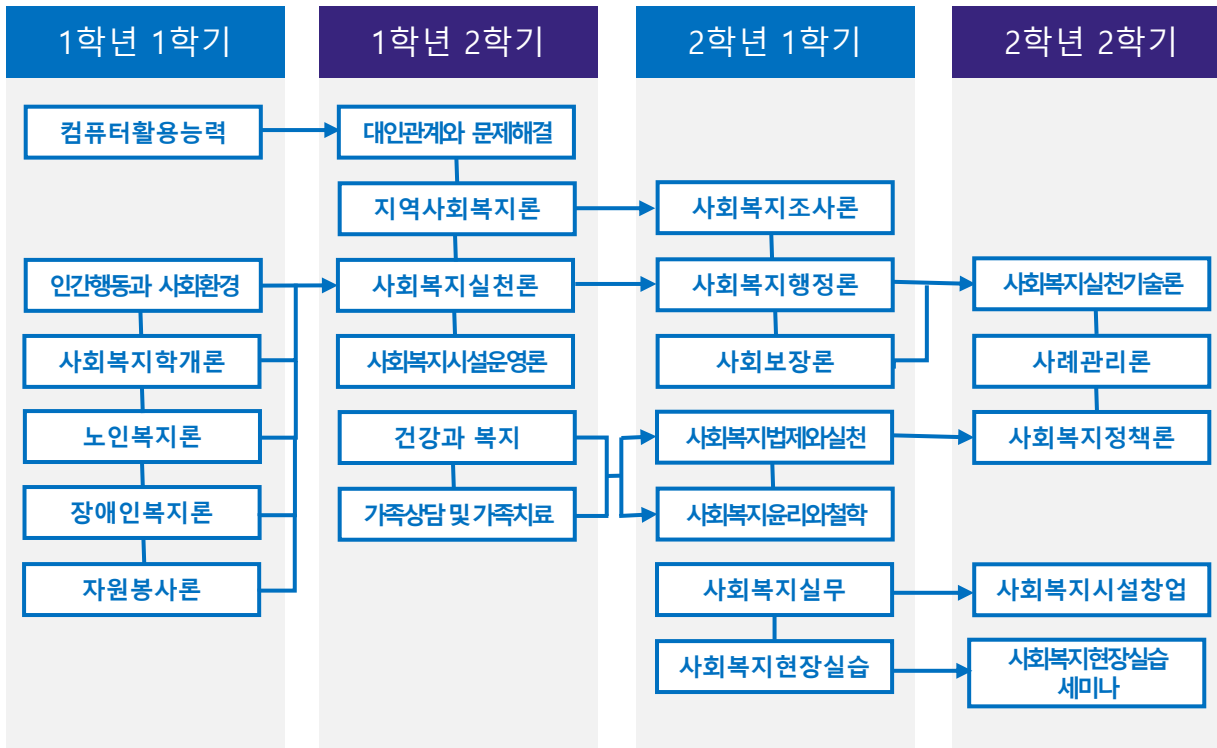 1학년 1학기
컴퓨터활용능력
인간행동과 사회환경
사회복지학개론
노인복지론
장애인복지론
자원봉사론
1학년 2학기
대인관계와 문제해결
지역사회복지론
사회복지실천론
사회복지시설운영론
건강과 복지
가족상담 및 가족치료
2학년 1학기
사회복지조사론
사회복지행정론
사회보장론
사회복지법제와실천
사회복지윤리와철학
사회복지실무
사회복지현장실습
2학년 2학기
사회복지실천기술론
사례관리론
사회복지정책론
사회복지시설창업
사회복지현장실습
세미나